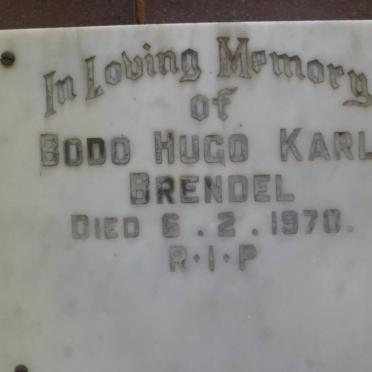 In Loving Memory
of
BODO HUGO KARL
BRENDEL
DIED 6.2.1970.
R·I·P